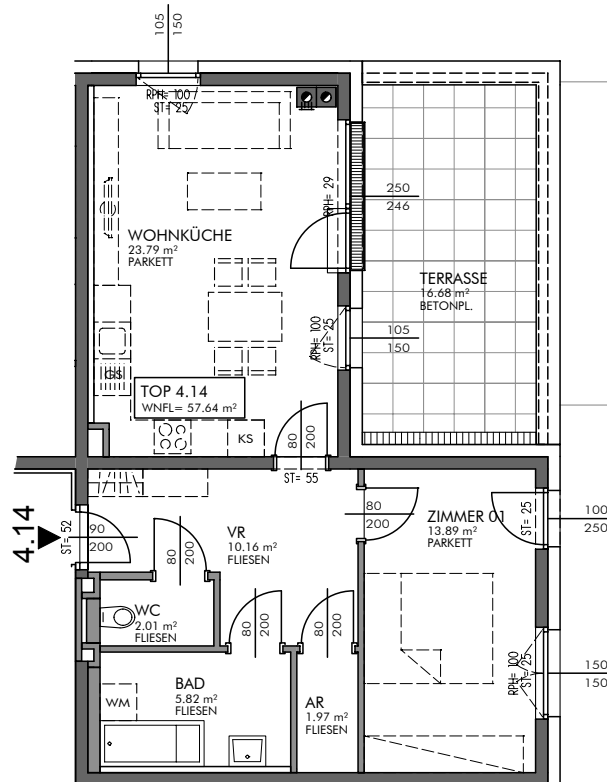 105
150
RPH= 100
ST= 25
RPH= 29
250
246
WOHNKÜCHE
23.79 m²
PARKETT
TERRASSE
16.68 m²
BETONPL.
RPH= 100
ST= 25
105
150
GS
TOP 4.14
WNFL= 57.64 m²
KS
80
200
ST= 55
4.14
ST= 52
90
200
VR
10.16 m²
FLIESEN
80
200
ZIMMER 01
13.89 m²
PARKETT
ST= 25
100
250
80
200
WC
2.01 m²
FLIESEN
80
200
80
200
RPH= 100
ST= 25
150
150
BAD
5.82 m²
FLIESEN
WM
AR
1.97 m²
FLIESEN